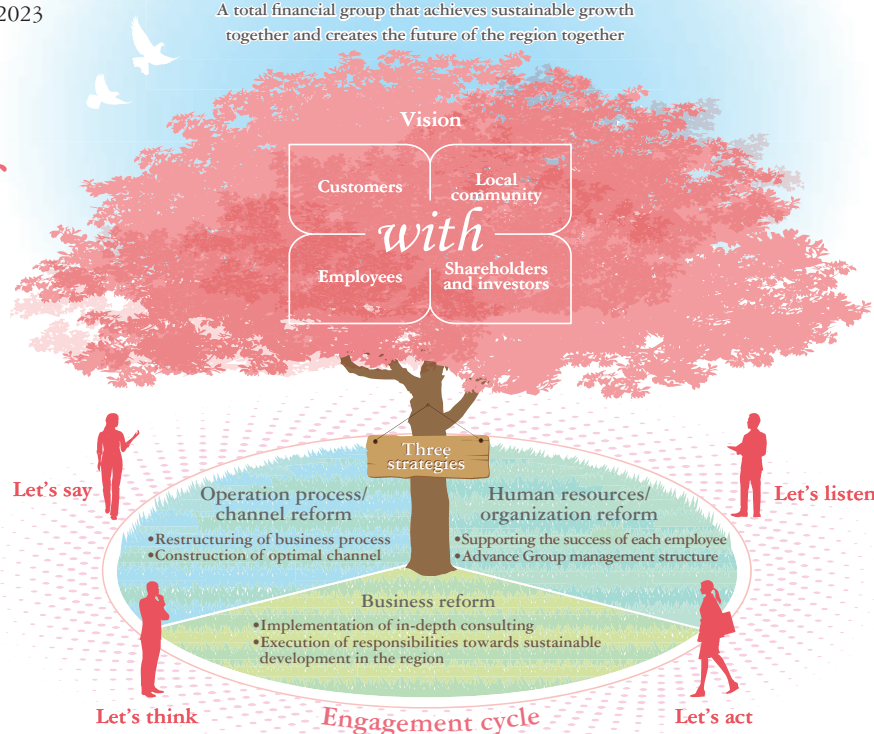 2023
A total financial group that achieves sustainable growth
together and creates the future of the region together
Vision
Customers
Local
community
with
Employees
Shareholders
and investors
Three
strategies
Let's say
Let's listen
Operation process/
channel reform
•Restructuring of business process
•Construction of optimal channel
Human resources/
organization reform
•Supporting the success of each employee
•Advance Group management structure
Business reform
•Implementation of in-depth consulting
•Execution of responsibilities towards sustainable
development in the region
Let's think
Let's act
Engagement cycle